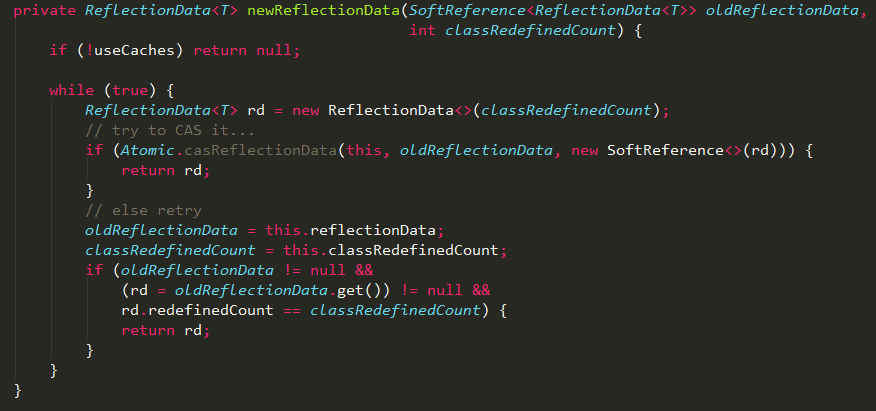 private ReflectionData<T> newReflectionData(SoftReference<ReflectionData<T>> oldReflectionData,
                                            int classRedefinedCount) {
    if (!useCaches) return null;

    while (true) {
        ReflectionData<T> rd = new ReflectionData<>(classRedefinedCount);
        // try to CAS it...
        if (Atomic.casReflectionData(this, oldReflectionData, new SoftReference<>(rd))) {
            return rd;
        }
        // else retry
        oldReflectionData = this.reflectionData;
        classRedefinedCount = this.classRedefinedCount;
        if (oldReflectionData != null &&
            (rd = oldReflectionData.get()) != null &&
            rd.redefinedCount == classRedefinedCount) {
            return rd;
        }
    }
}